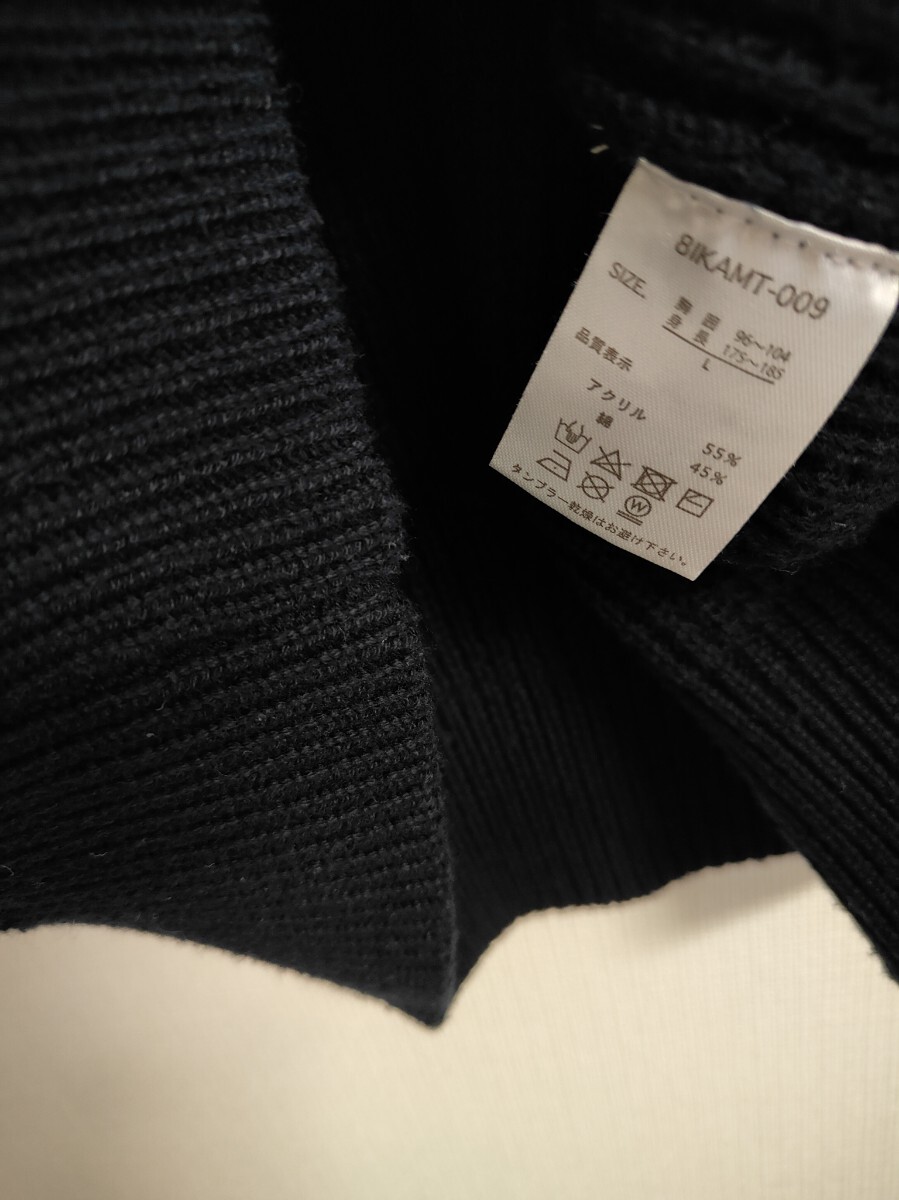 8IKAMT-009
SIZE
胸囲 96〜104
身長 175〜185
L
品質表示
アクリル 55%
綿 45%
W
タンブラー乾燥はお避け下さい。